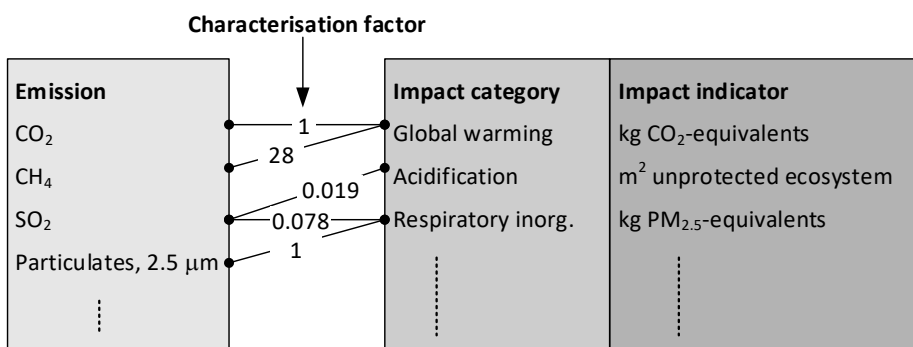 Characterisation factor
Emission Impact category Impact indicator
CO₂ 1 Global warming kg CO₂-equivalents
28
CH₄ Acidification m² unprotected ecosystem
0.019
SO₂ 0.078 Respiratory inorg. kg PM₂.₅-equivalents
1
Particulates, 2.5 μm